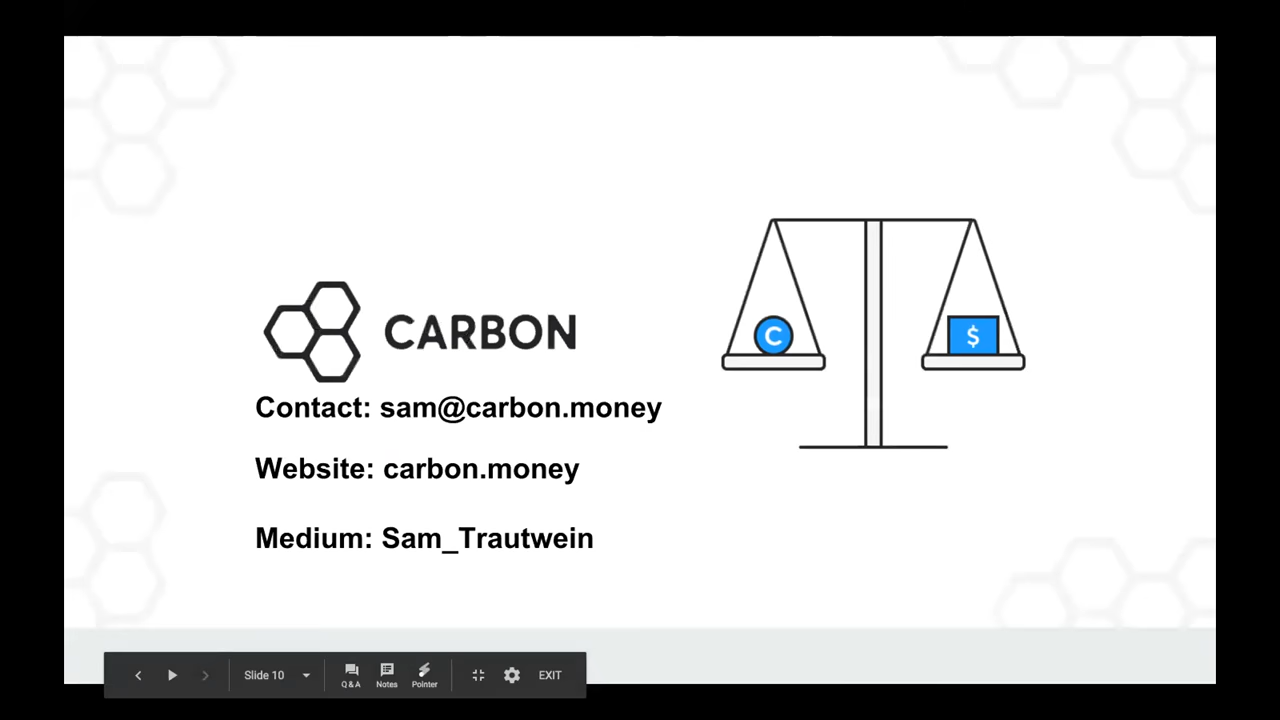 CARBON
C
$
Contact: sam@carbon.money
Website: carbon.money
Medium: Sam_Trautwein
Slide 10
Q & A
Notes
Pointer
EXIT